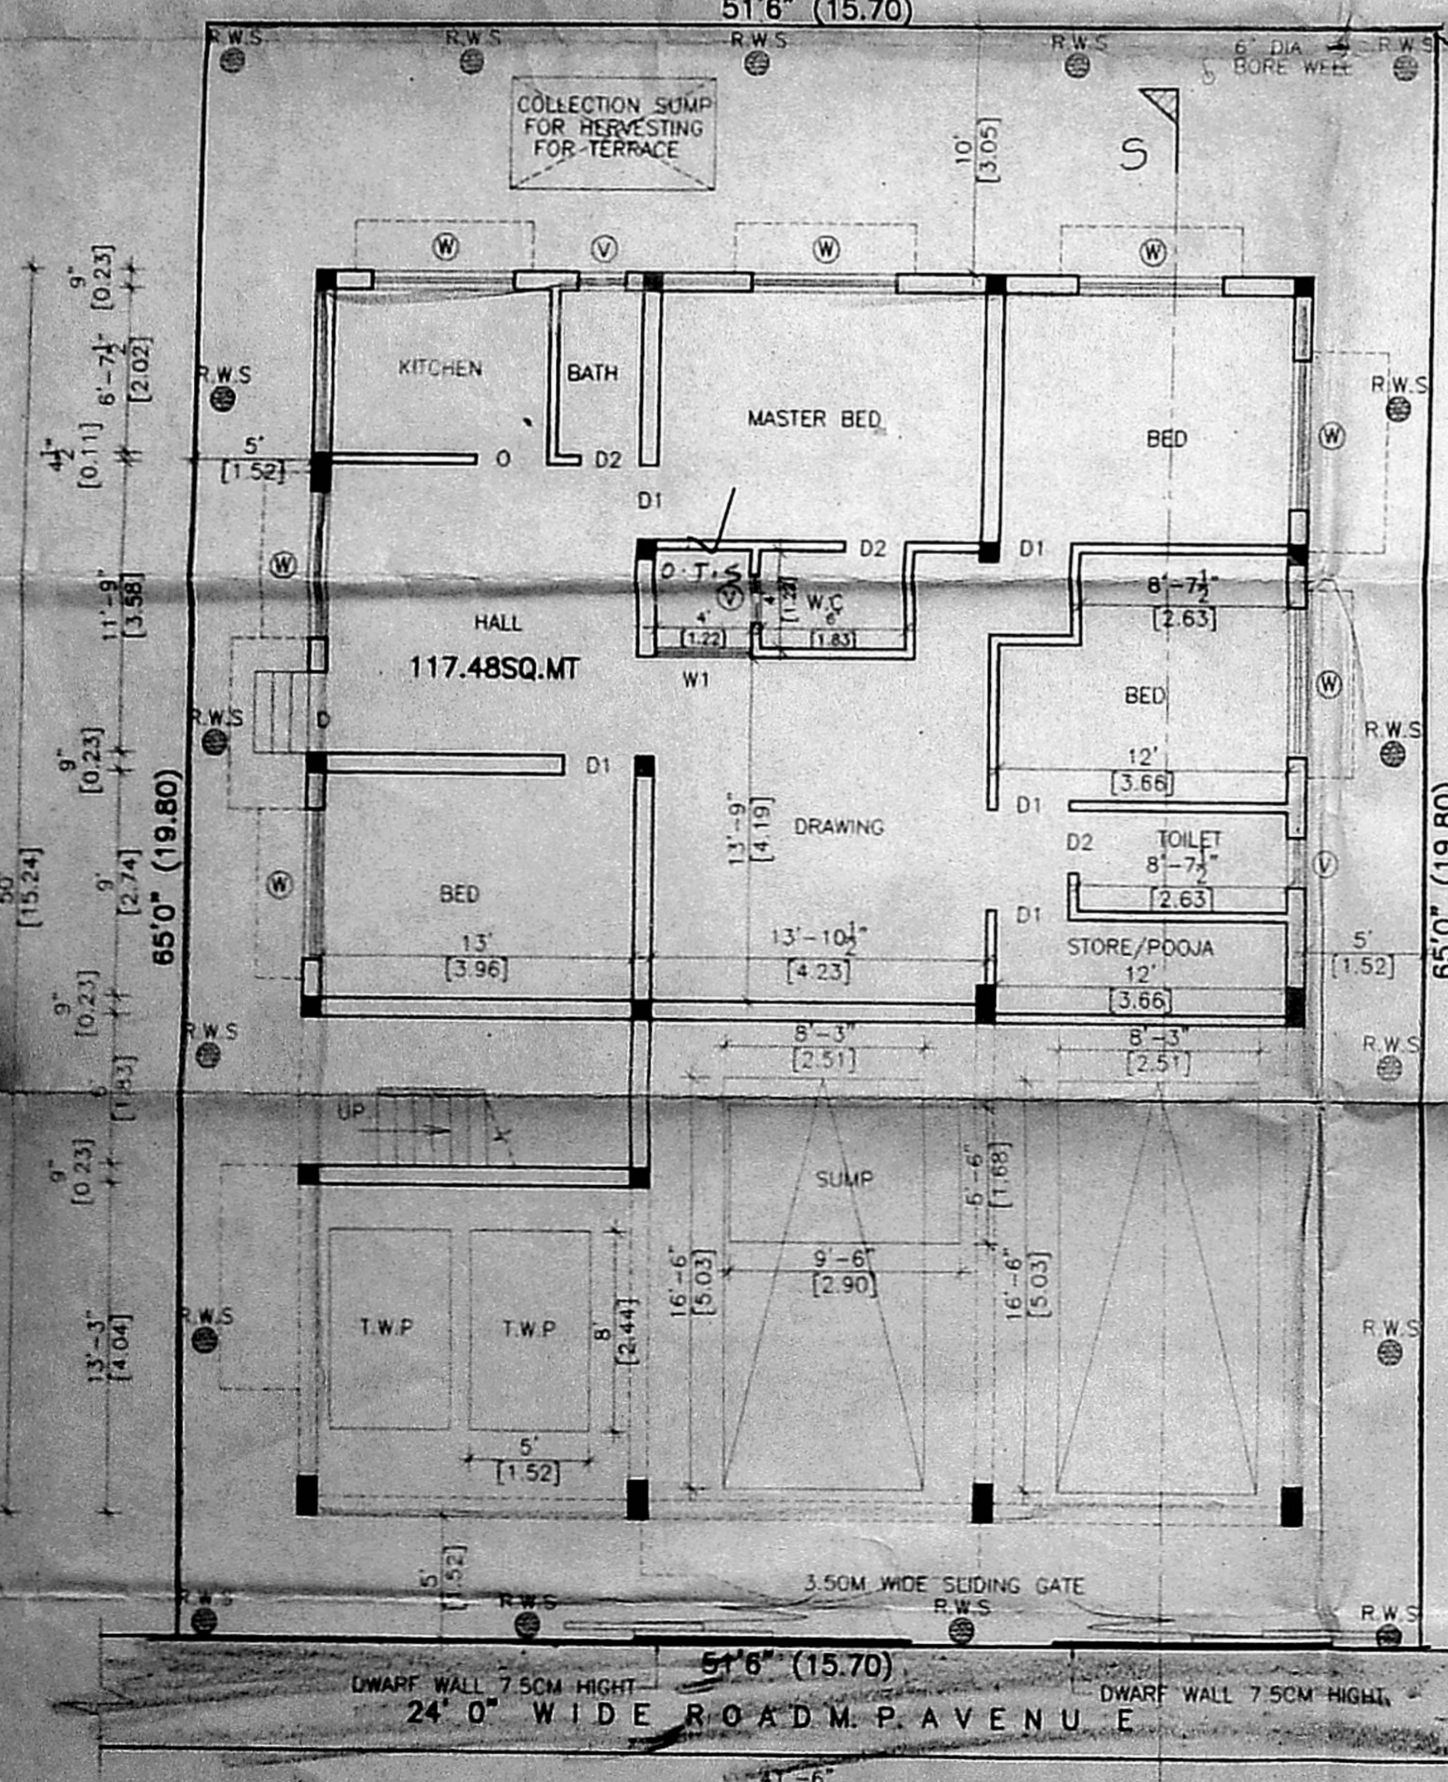 51'6" (15.70)
R.W.S
R.W.S
R.W.S
R.W.S
6" DIA
BORE WELL
R.W.S
COLLECTION SUMP
FOR HERVESTING
FOR TERRACE
10'
[3.05]
S
W
V
W
W
9"
[0.23]
6'-7½"
[2.02]
KITCHEN
BATH
MASTER BED
BED
R.W.S
R.W.S
W
4½"
[0.11]
5'
[1.52]
O
D2
D1
D2
D1
O.T.S
V
4'
[1.22]
W.C
4'
[1.22]
6'
[1.83]
8'-7½"
[2.63]
W
11'-9"
[3.58]
HALL
117.48SQ.MT
W1
BED
W
R.W.S
D
R.W.S
9"
[0.23]
D1
12'
[3.66]
65'0" (19.80)
65'0" (19.80)
50'
[15.24]
9'
[2.74]
13'-9"
[4.19]
DRAWING
D1
D2
TOILET
8'-7½"
[2.63]
V
W
BED
D1
STORE/POOJA
13'
[3.96]
13'-10½"
[4.23]
12'
[3.66]
5'
[1.52]
9"
[0.23]
R.W.S
8'-3"
[2.51]
8'-3"
[2.51]
R.W.S
6'
[1.83]
UP
9"
[0.23]
SUMP
5'-6"
[1.68]
16'-6"
[5.03]
9'-6"
[2.90]
16'-6"
[5.03]
13'-3"
[4.04]
R.W.S
T.W.P
T.W.P
8'
[2.44]
R.W.S
5'
[1.52]
5'
[1.52]
3.50M WIDE SLIDING GATE
R.W.S
R.W.S
R.W.S
R.W.S
51'6" (15.70)
DWARF WALL 7.5CM HIGHT
DWARF WALL 7.5CM HIGHT
24' 0" WIDE ROAD M.P.AVENUE